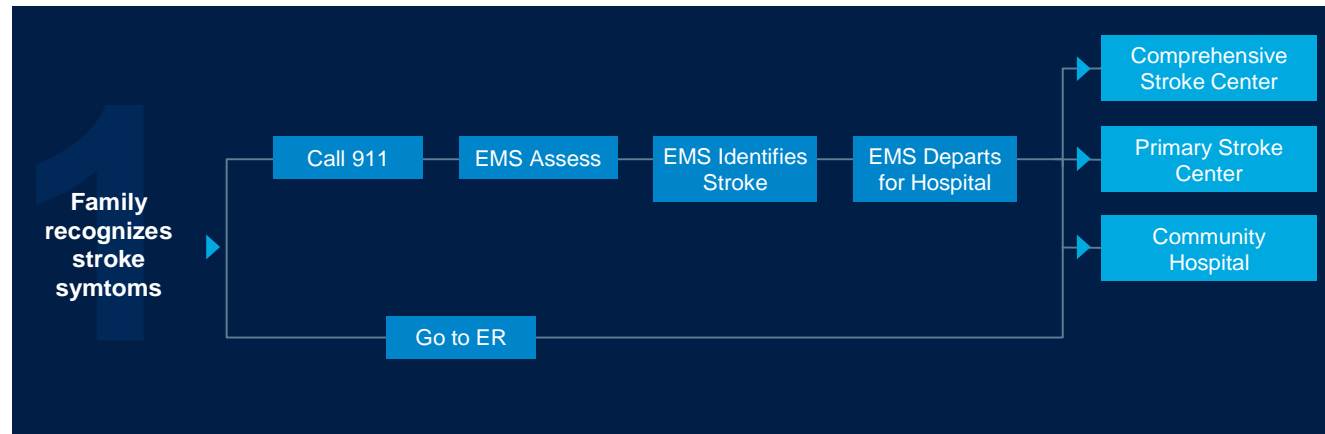 1
Family
recognizes
stroke
symtoms
Call 911
EMS Assess
EMS Identifies
Stroke
EMS Departs
for Hospital
Go to ER
Comprehensive
Stroke Center
Primary Stroke
Center
Community
Hospital